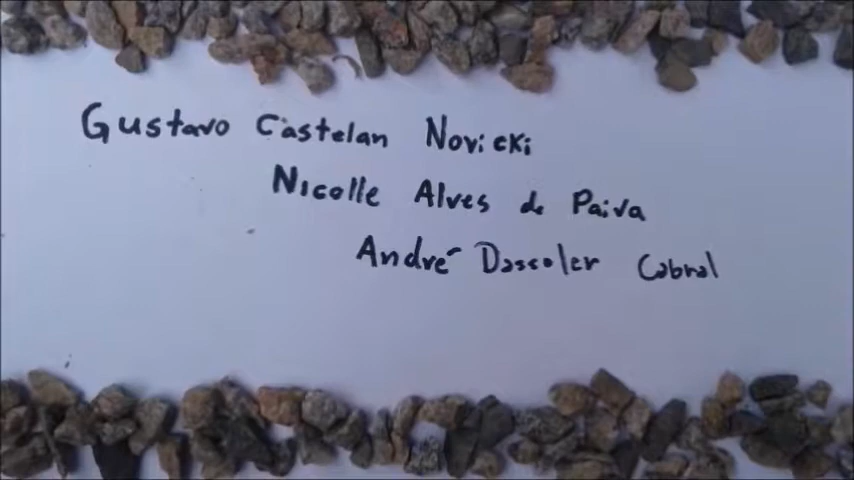 Gustavo Castelan Novicki
Nicolle Alves de Paiva
André Dassoler Cabral